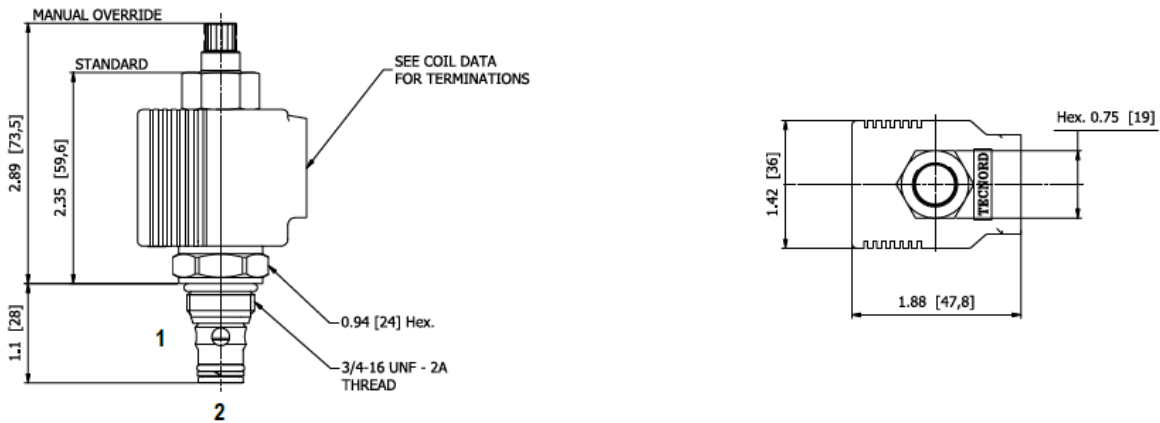 MANUAL OVERRIDE
STANDARD
SEE COIL DATA
FOR TERMINATIONS
2.89 [73,5]
2.35 [59,6]
1.1 [28]
1
0.94 [24] Hex.
3/4-16 UNF - 2A
THREAD
2
Hex. 0.75 [19]
1.42 [36]
TECNORD
1.88 [47,8]